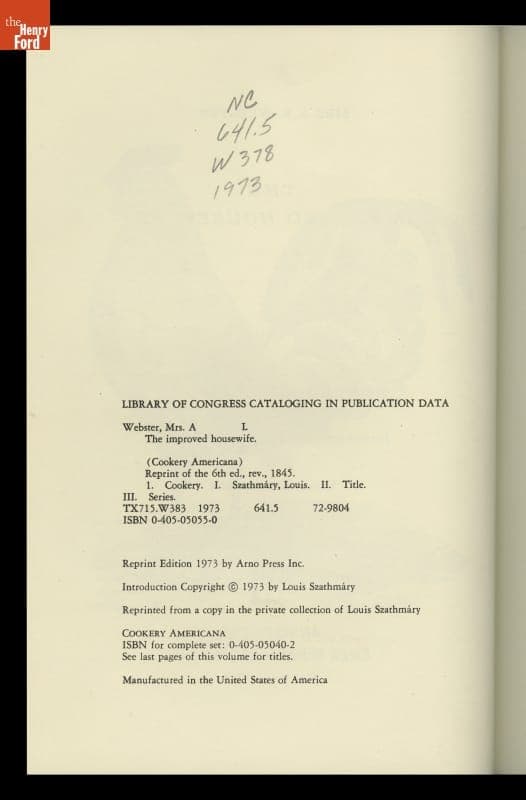 the
Henry
Ford
NC
641.5
W 378
1973
LIBRARY OF CONGRESS CATALOGING IN PUBLICATION DATA
Webster, Mrs. A I.
The improved housewife.
(Cookery Americana)
Reprint of the 6th ed., rev., 1845.
1. Cookery. I. Szathmáry, Louis. II. Title.
III. Series.
TX715.W383 1973 641.5 72-9804
ISBN 0-405-05055-0
Reprint Edition 1973 by Arno Press Inc.
Introduction Copyright © 1973 by Louis Szathmáry
Reprinted from a copy in the private collection of Louis Szathmáry
COOKERY AMERICANA
ISBN for complete set: 0-405-05040-2
See last pages of this volume for titles.
Manufactured in the United States of America